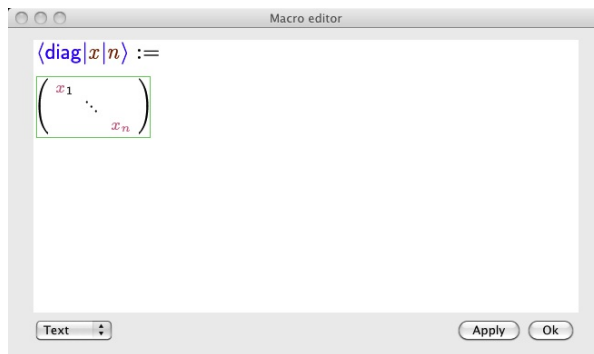 Macro editor
⟨diag|x|n⟩ :=
x₁
⋱
xₙ
Text
Apply Ok